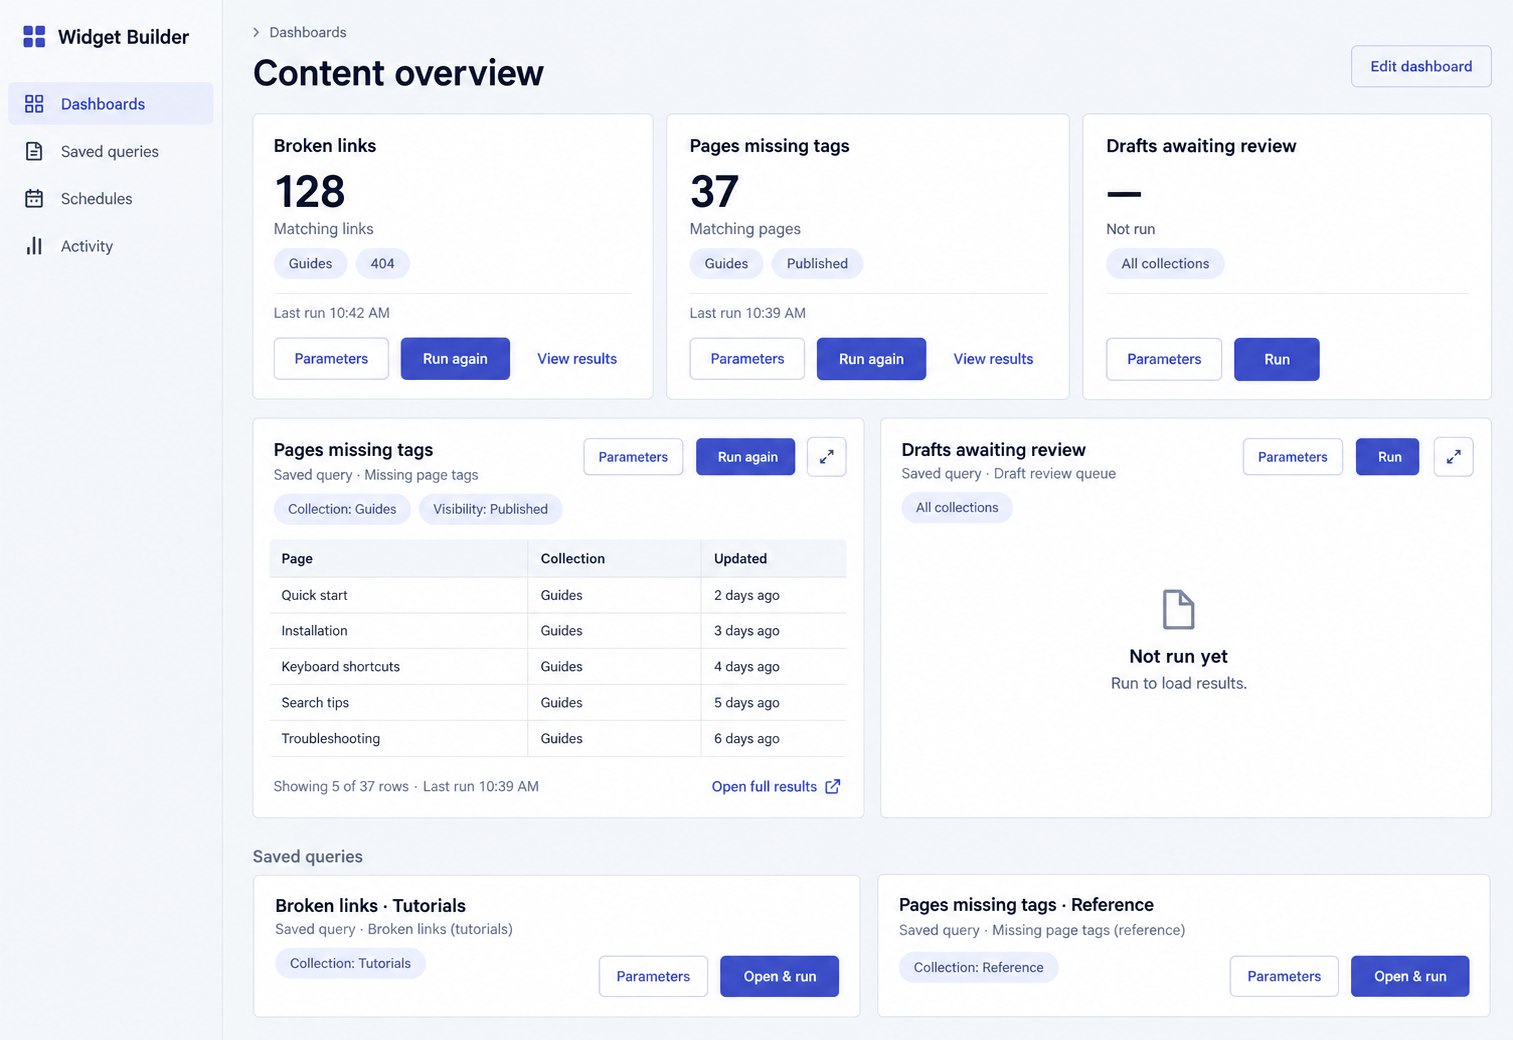 Widget Builder
Dashboards
Saved queries
Schedules
Activity
Dashboards
Content overview
Edit dashboard
Broken links
128
Matching links
Guides 404
Last run 10:42 AM
Parameters Run again View results
Pages missing tags
37
Matching pages
Guides Published
Last run 10:39 AM
Parameters Run again View results
Drafts awaiting review
—
Not run
All collections
Parameters Run
Pages missing tags
Saved query · Missing page tags
Parameters Run again
Collection: Guides Visibility: Published
Page Collection Updated
Quick start Guides 2 days ago
Installation Guides 3 days ago
Keyboard shortcuts Guides 4 days ago
Search tips Guides 5 days ago
Troubleshooting Guides 6 days ago
Showing 5 of 37 rows · Last run 10:39 AM Open full results
Drafts awaiting review
Saved query · Draft review queue
Parameters Run
All collections
Not run yet
Run to load results.
Saved queries
Broken links · Tutorials
Saved query · Broken links (tutorials)
Collection: Tutorials
Parameters Open & run
Pages missing tags · Reference
Saved query · Missing page tags (reference)
Collection: Reference
Parameters Open & run